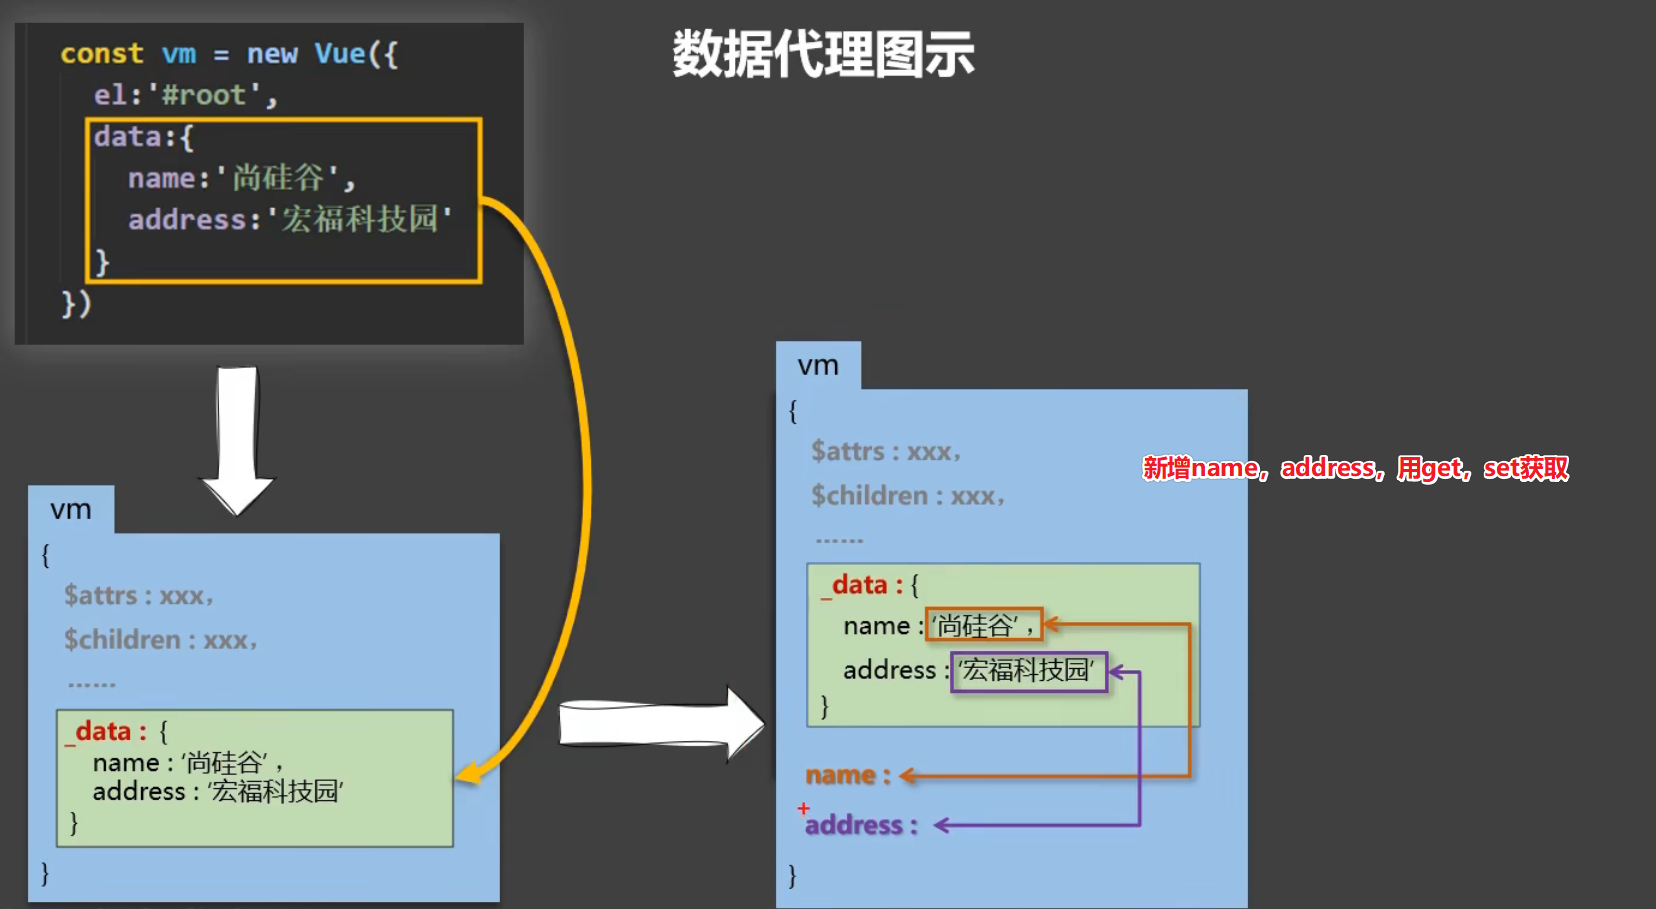 数据代理图示
const vm = new Vue({
el:'#root',
data:{
name:'尚硅谷',
address:'宏福科技园'
}
})
vm
{
$attrs : xxx，
$children : xxx，
……
_data : {
name : ‘尚硅谷’，
address : ‘宏福科技园’
}
}
vm
{
$attrs : xxx，
$children : xxx，
……
_data : {
name : ‘尚硅谷’，
address : ‘宏福科技园’
}
name :
address :
}
新增name，address，用get，set获取